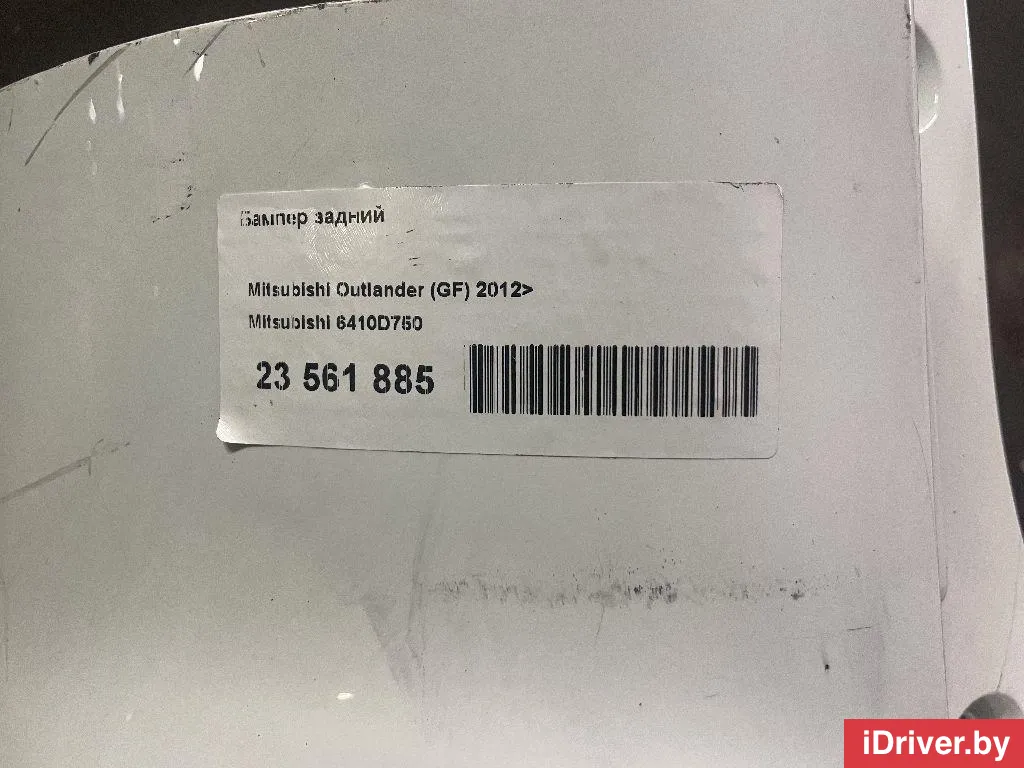 Бампер задний
Mitsubishi Outlander (GF) 2012>
Mitsubishi 6410D750
23 561 885
iDriver.by